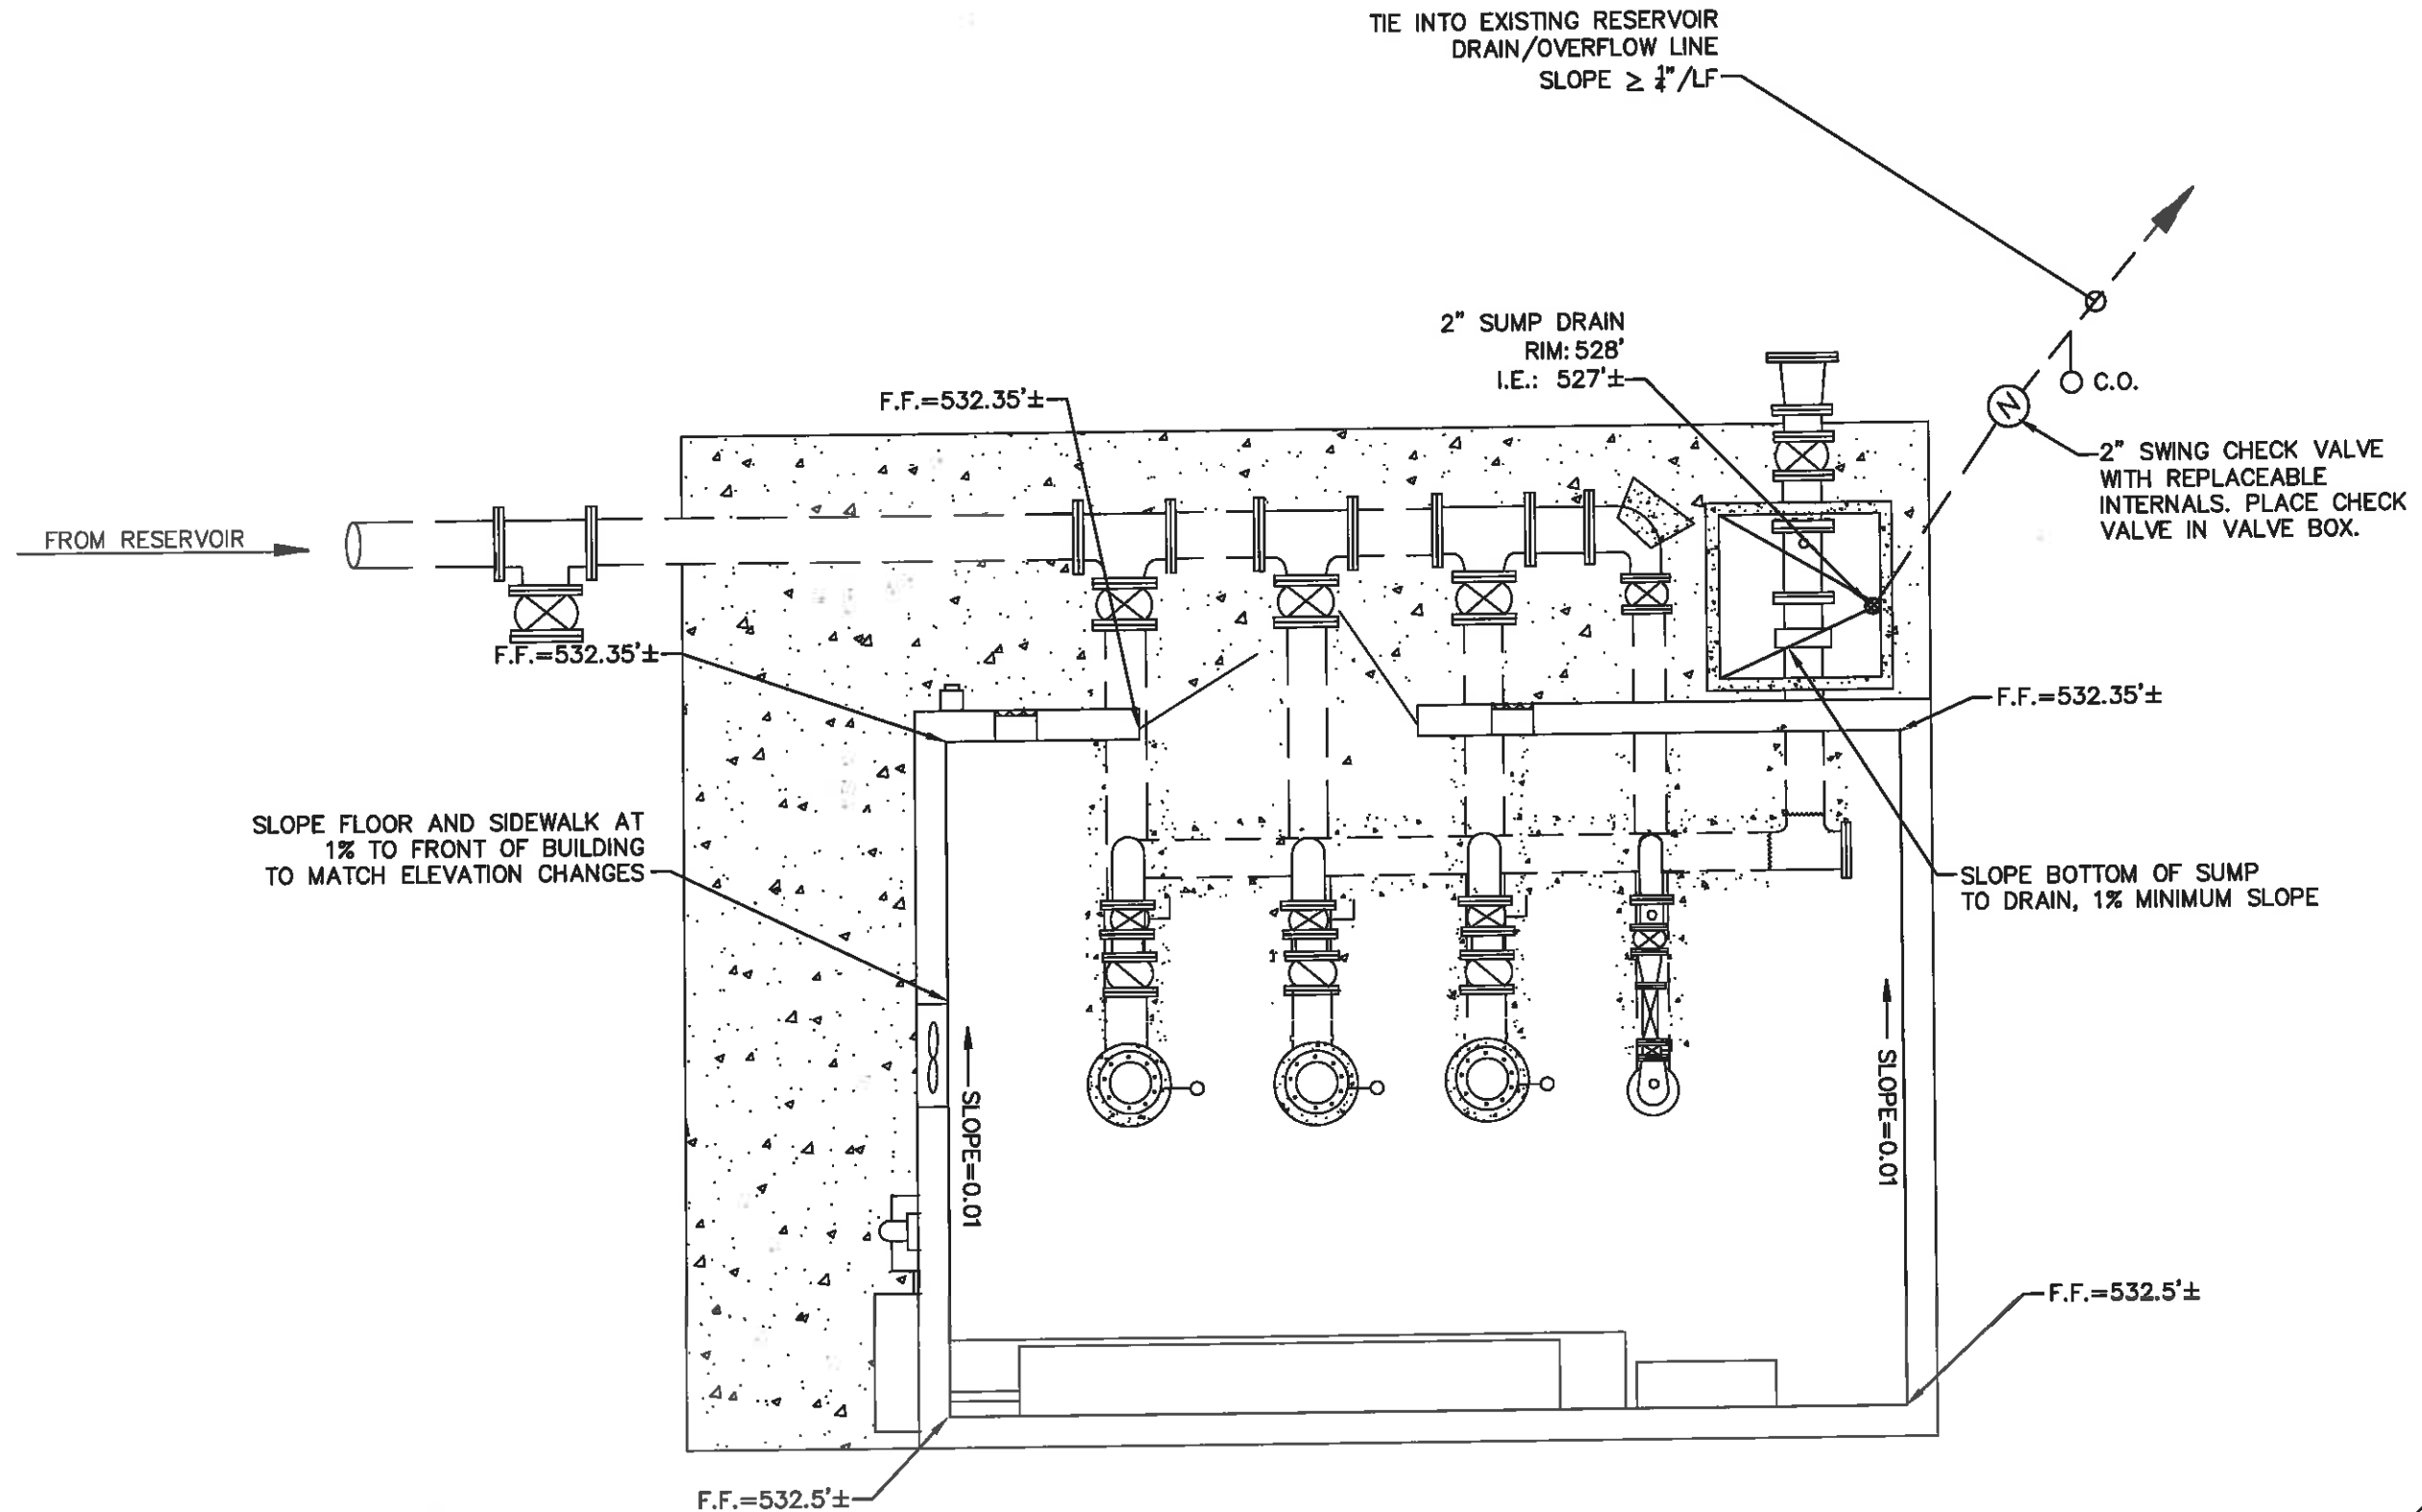 TIE INTO EXISTING RESERVOIR
DRAIN/OVERFLOW LINE
SLOPE ≥ ¼"/LF
2" SUMP DRAIN
RIM: 528'
I.E.: 527'±
F.F.=532.35'±
C.O.
N
2" SWING CHECK VALVE
WITH REPLACEABLE
INTERNALS. PLACE CHECK
VALVE IN VALVE BOX.
FROM RESERVOIR
F.F.=532.35'±
F.F.=532.35'±
SLOPE FLOOR AND SIDEWALK AT
1% TO FRONT OF BUILDING
TO MATCH ELEVATION CHANGES
SLOPE BOTTOM OF SUMP
TO DRAIN, 1% MINIMUM SLOPE
SLOPE=0.01
SLOPE=0.01
F.F.=532.5'±
F.F.=532.5'±